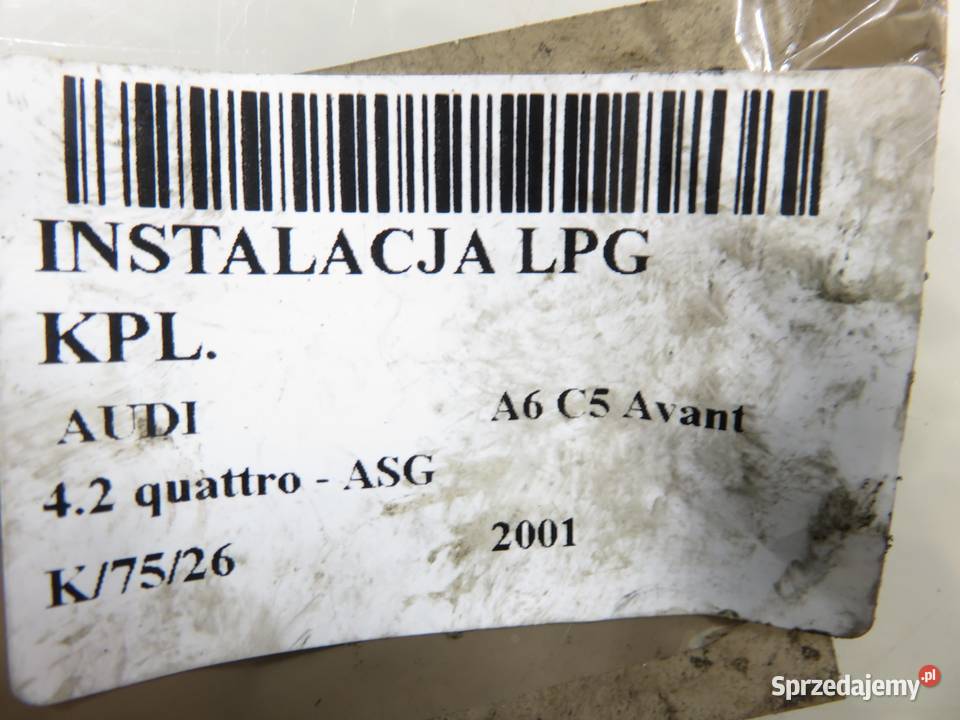 INSTALACJA LPG
KPL.
AUDI A6 C5 Avant
4.2 quattro - ASG
K/75/26 2001
Sprzedajemy.pl